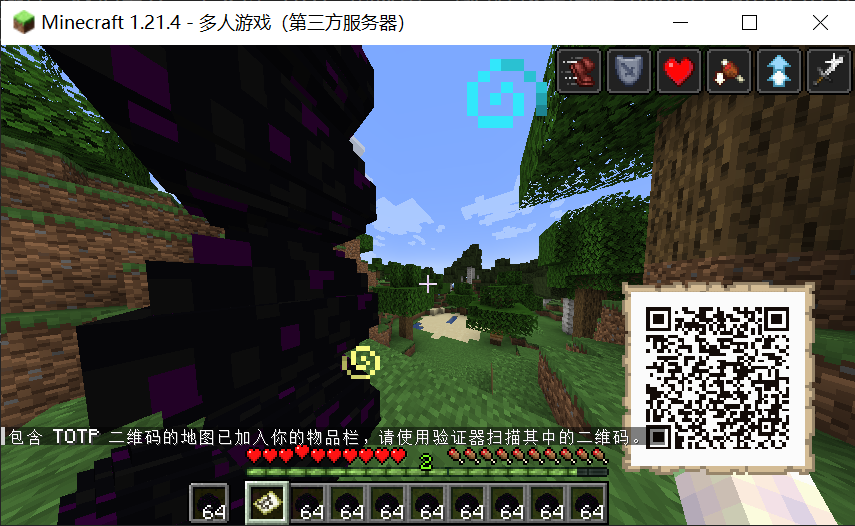 Minecraft 1.21.4 - 多人游戏（第三方服务器）
包含 TOTP 二维码的地图已加入你的物品栏，请使用验证器扫描其中的二维码。
2
64 64 64 64 64 64 64 64 64